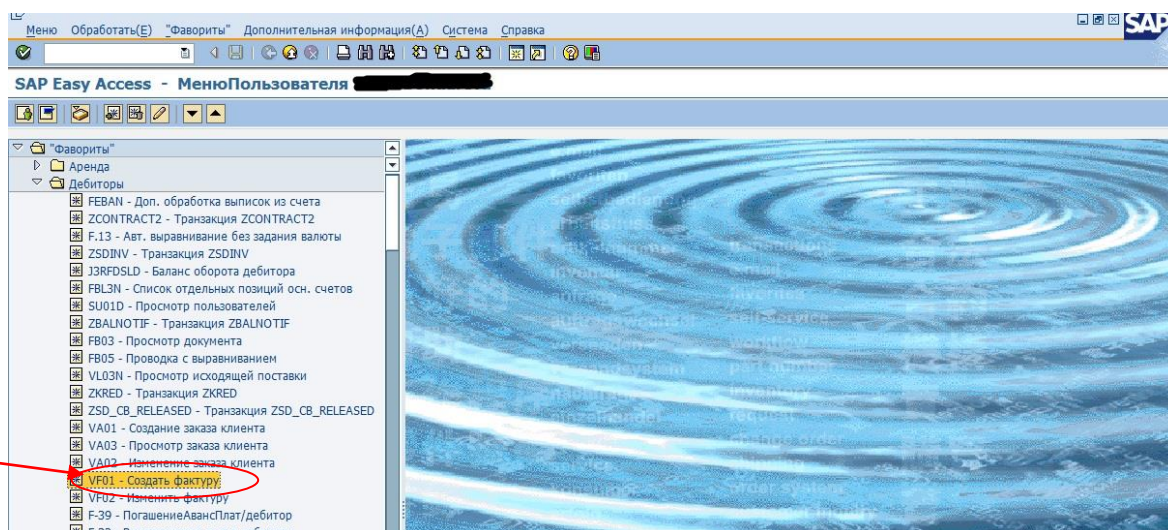 Меню Обработать(E) "Фавориты" Дополнительная информация(A) Система Справка
SAP
SAP Easy Access - МенюПользователя
"Фавориты"
Аренда
Дебиторы
FEBAN - Доп. обработка выписок из счета
ZCONTRACT2 - Транзакция ZCONTRACT2
F.13 - Авт. выравнивание без задания валюты
ZSDINV - Транзакция ZSDINV
J3RFDSLD - Баланс оборота дебитора
FBL3N - Список отдельных позиций осн. счетов
SU01D - Просмотр пользователей
ZBALNOTIF - Транзакция ZBALNOTIF
FB03 - Просмотр документа
FB05 - Проводка с выравниванием
VL03N - Просмотр исходящей поставки
ZKRED - Транзакция ZKRED
ZSD_CB_RELEASED - Транзакция ZSD_CB_RELEASED
VA01 - Создание заказа клиента
VA03 - Просмотр заказа клиента
VA02 - Изменение заказа клиента
VF01 - Создать фактуру
VF02 - Изменить фактуру
F-39 - ПогашениеАвансПлат/дебитор